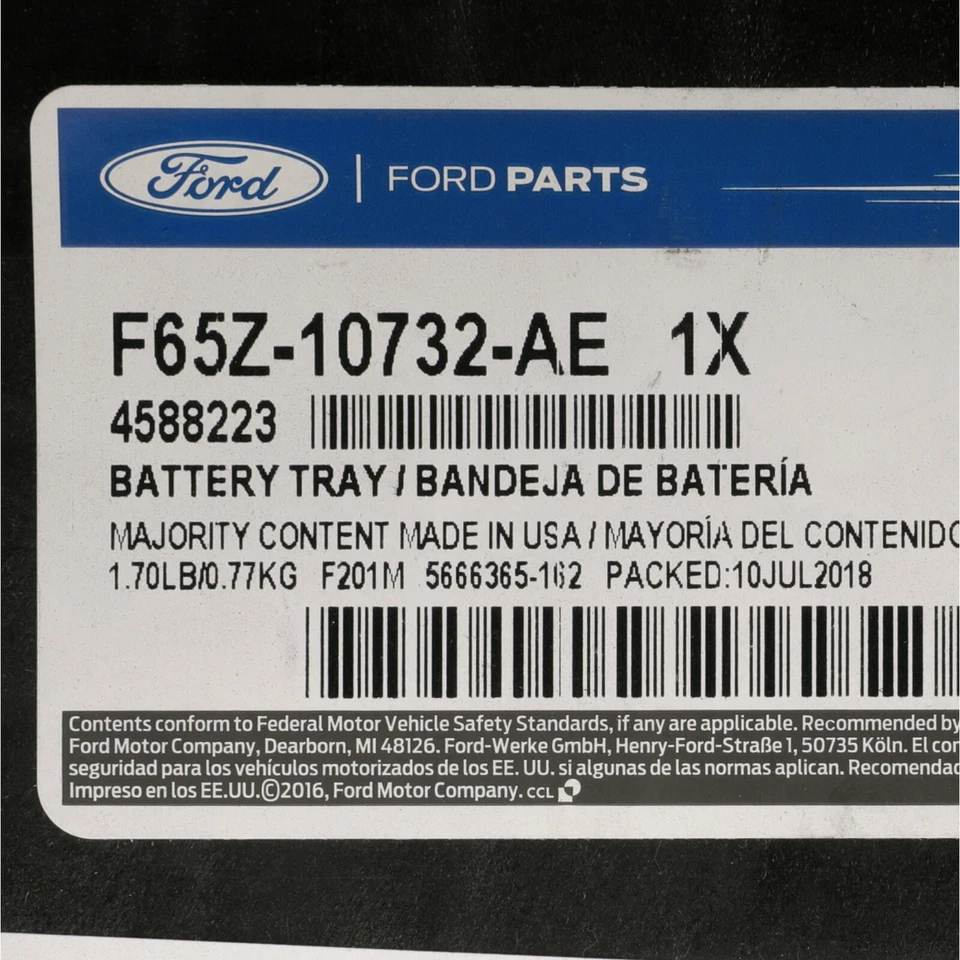 Ford | FORD PARTS
F65Z-10732-AE 1X
4588223
BATTERY TRAY / BANDEJA DE BATERÍA
MAJORITY CONTENT MADE IN USA / MAYORÍA DEL CONTENIDO
1.70LB/0.77KG F201M 5666365-162 PACKED:10JUL2018
Contents conform to Federal Motor Vehicle Safety Standards, if any are applicable. Recommended by
Ford Motor Company, Dearborn, MI 48126. Ford-Werke GmbH, Henry-Ford-Straße 1, 50735 Köln. El con
seguridad para los vehículos motorizados de los EE. UU. si algunas de las normas aplican. Recomendad
Impreso en los EE.UU.©2016, Ford Motor Company. CCL